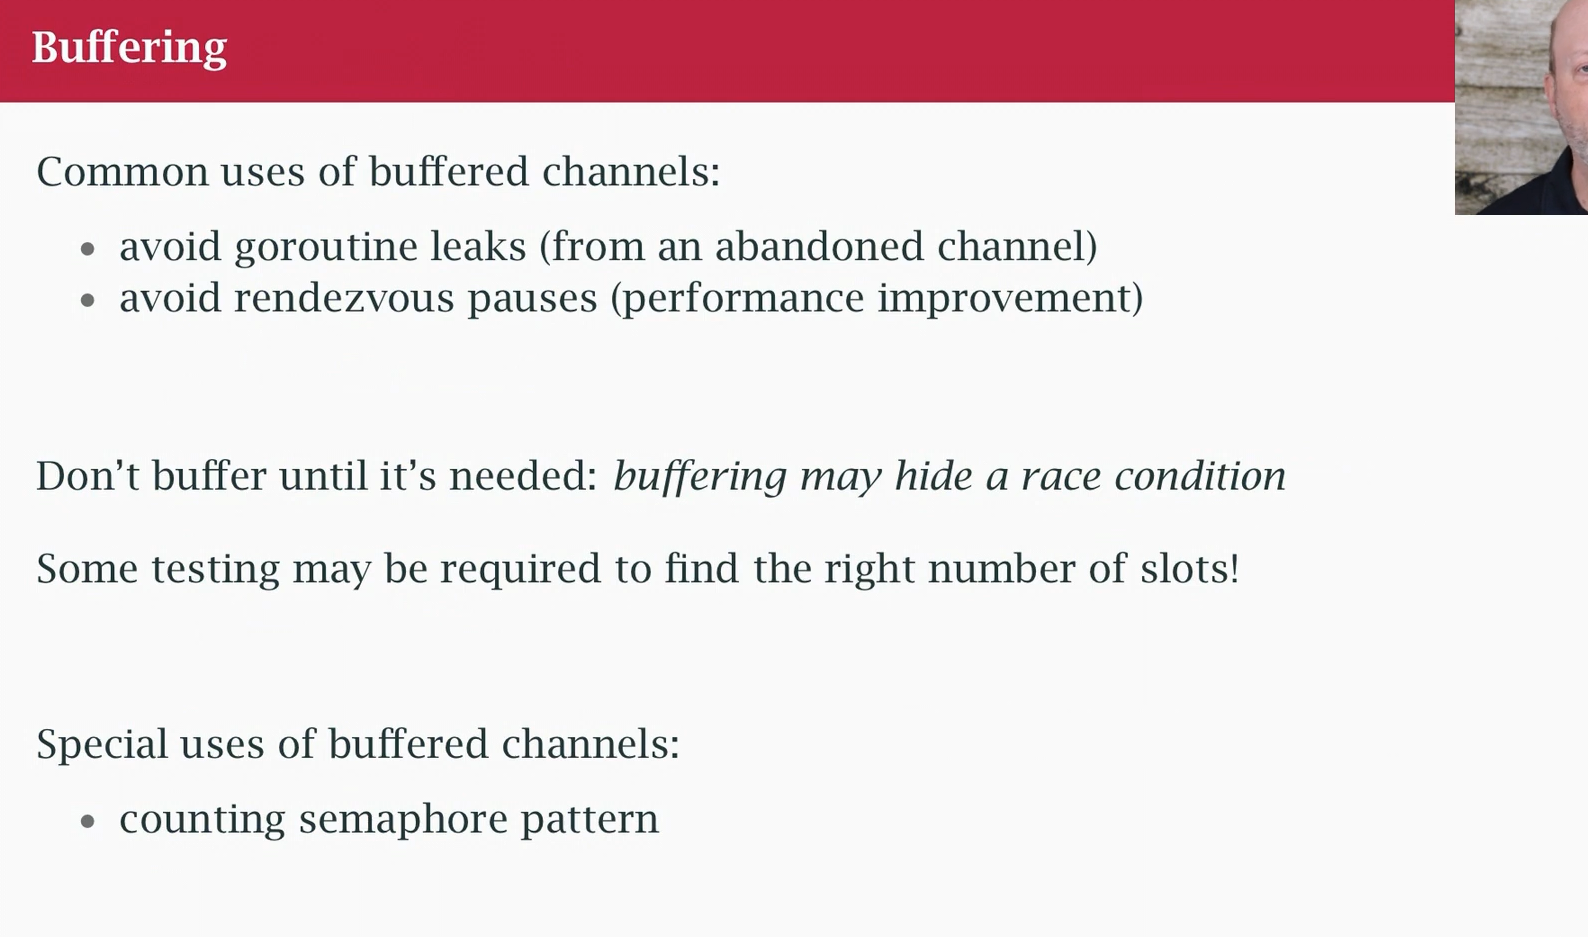 Buffering
Common uses of buffered channels:
• avoid goroutine leaks (from an abandoned channel)
• avoid rendezvous pauses (performance improvement)
Don’t buffer until it’s needed: buffering may hide a race condition
Some testing may be required to find the right number of slots!
Special uses of buffered channels:
• counting semaphore pattern